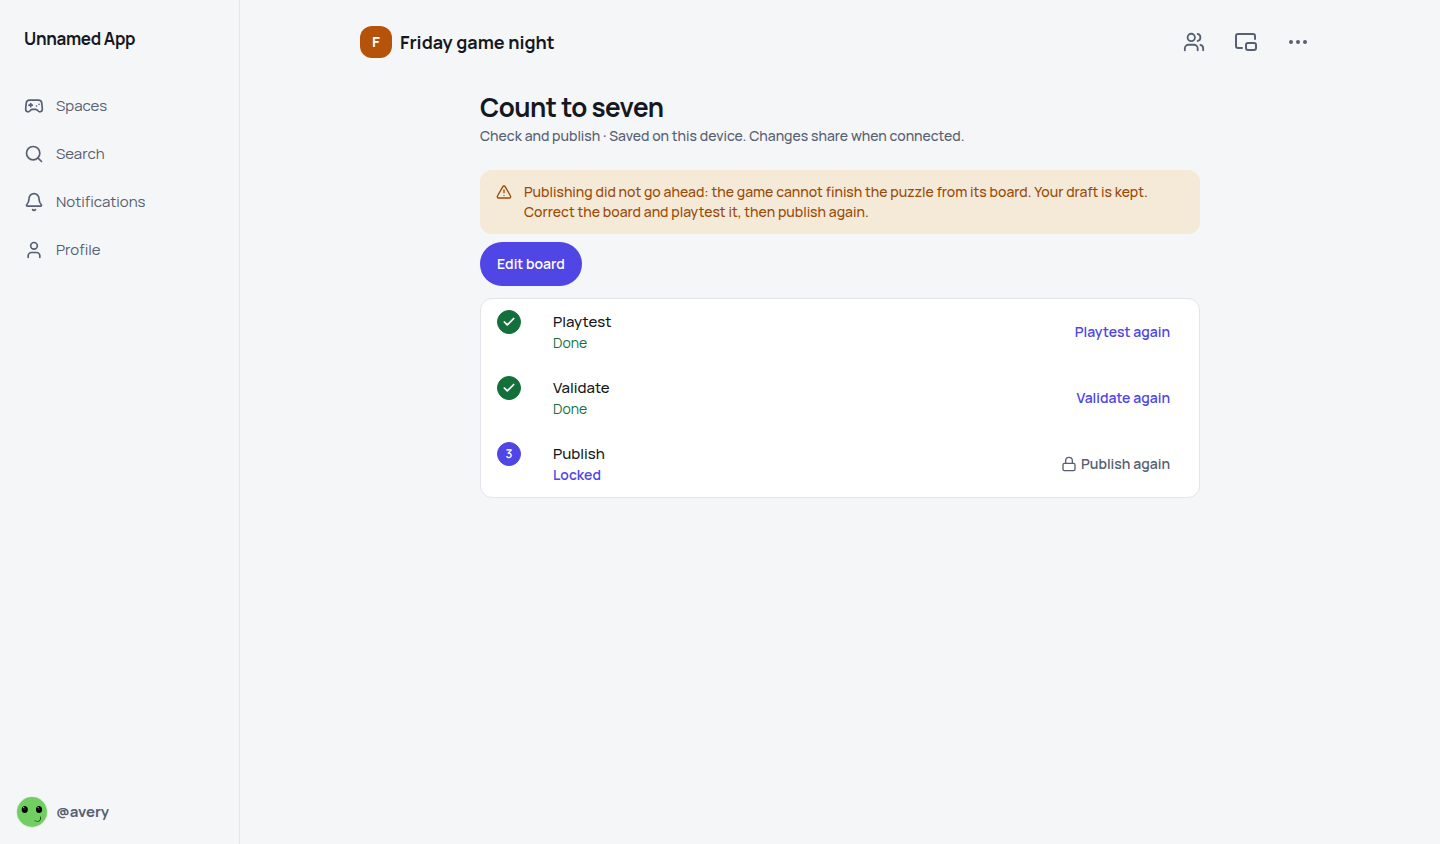 Unnamed App
Spaces
Search
Notifications
Profile
@avery
F
Friday game night
Count to seven
Check and publish · Saved on this device. Changes share when connected.
Publishing did not go ahead: the game cannot finish the puzzle from its board. Your draft is kept.
Correct the board and playtest it, then publish again.
Edit board
Playtest
Done
Playtest again
Validate
Done
Validate again
3
Publish
Locked
Publish again